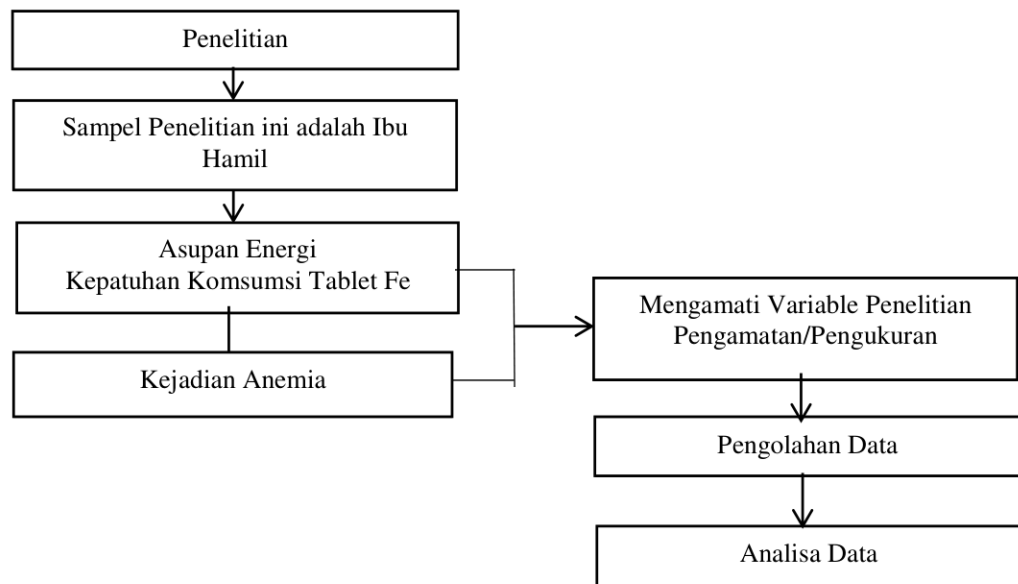 Penelitian
Sampel Penelitian ini adalah Ibu
Hamil
Asupan Energi
Kepatuhan Komsumsi Tablet Fe
Kejadian Anemia
Mengamati Variable Penelitian
Pengamatan/Pengukuran
Pengolahan Data
Analisa Data